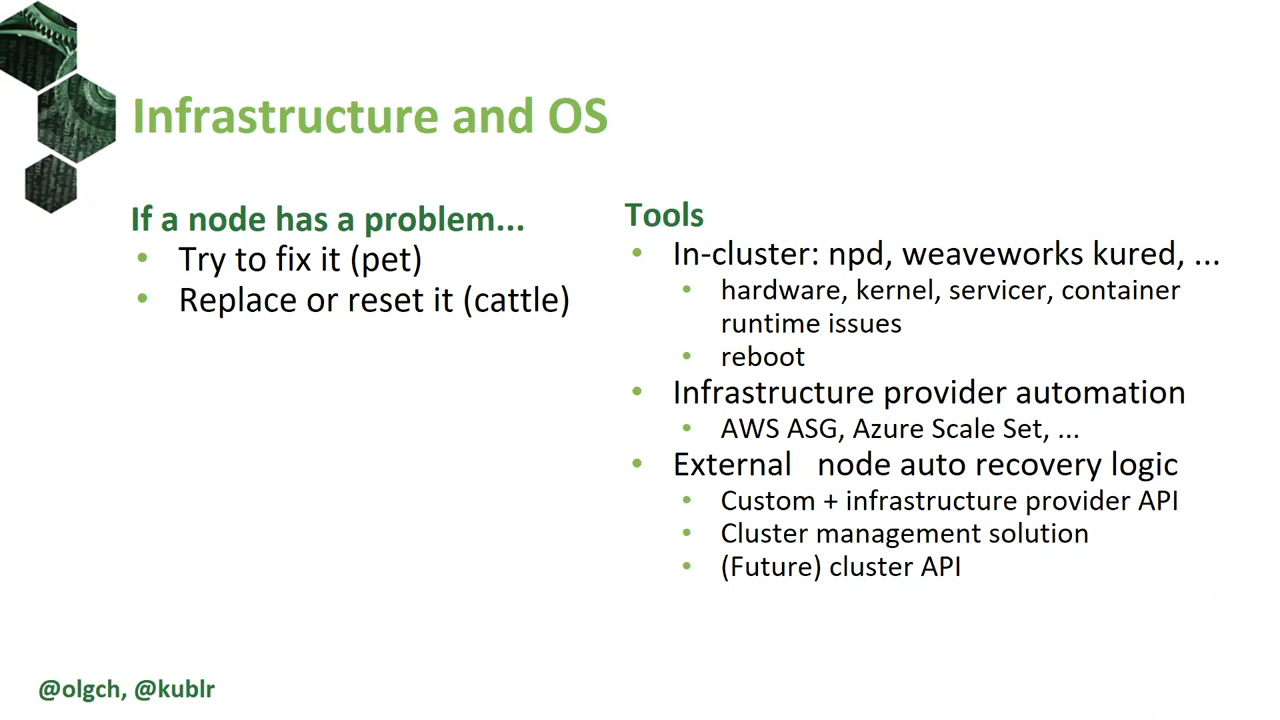 Infrastructure and OS
If a node has a problem...
• Try to fix it (pet)
• Replace or reset it (cattle)
Tools
• In-cluster: npd, weaveworks kured, ...
• hardware, kernel, servicer, container
runtime issues
• reboot
• Infrastructure provider automation
• AWS ASG, Azure Scale Set, ...
• External node auto recovery logic
• Custom + infrastructure provider API
• Cluster management solution
• (Future) cluster API
@olgch, @kublr